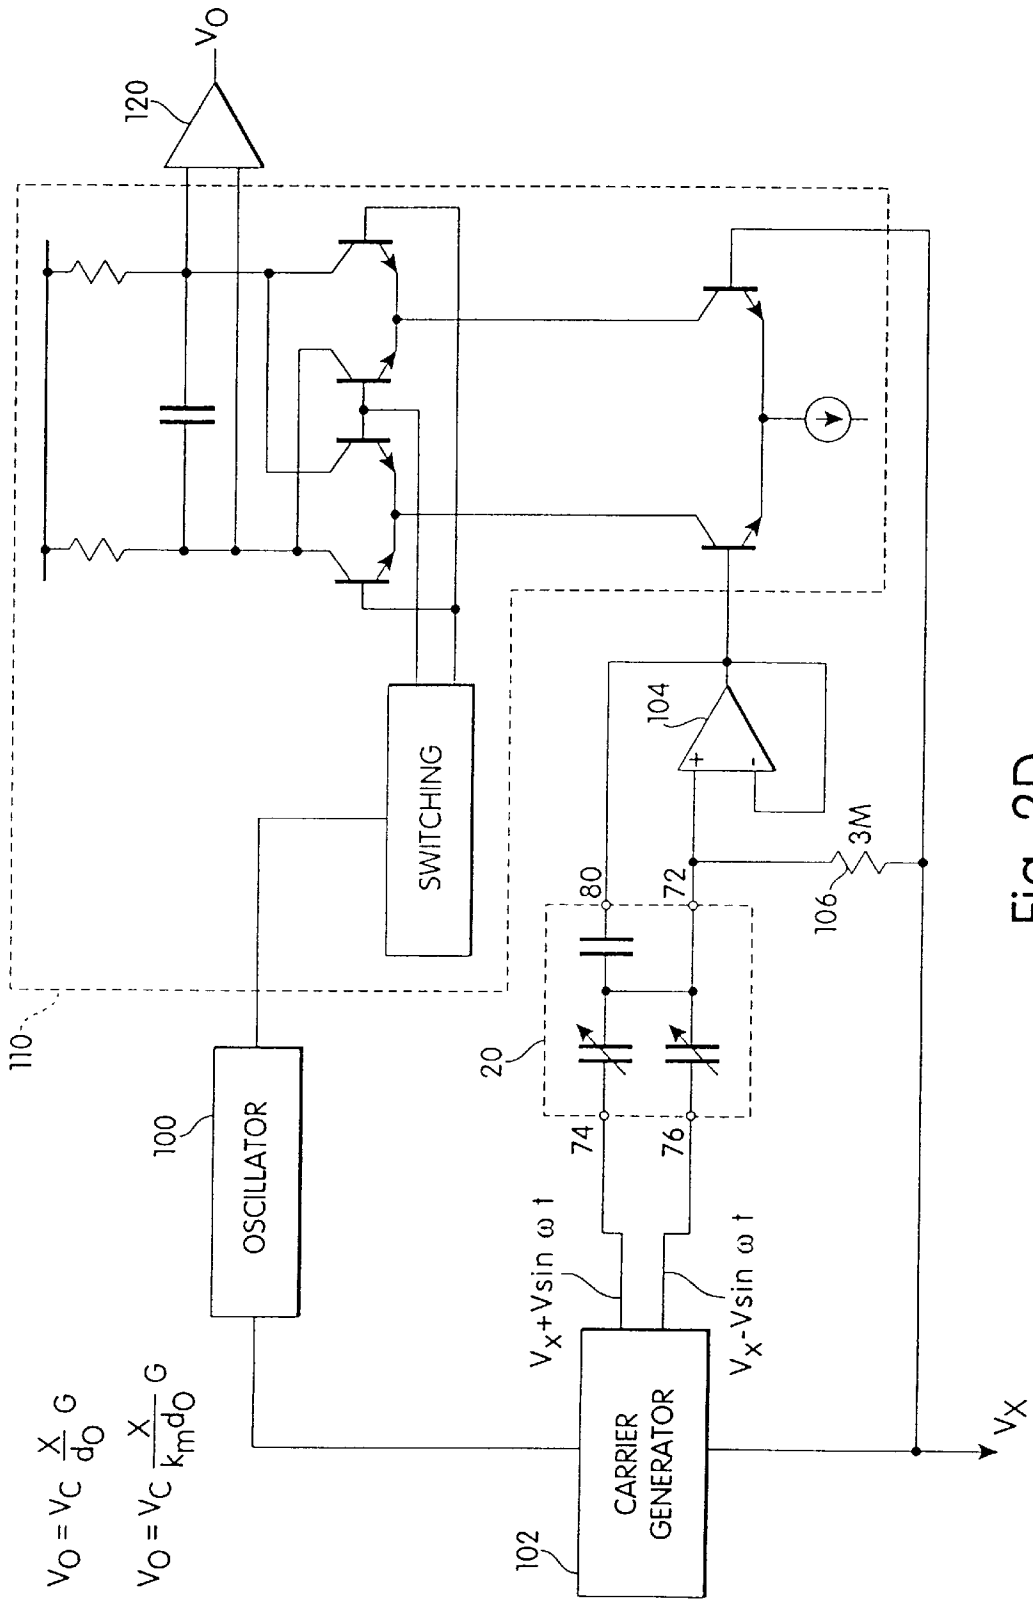 V_O = V_C X/d_O G
V_O = V_C X/k_m d_O G
110
100
OSCILLATOR
SWITCHING
120
V_O
102
CARRIER
GENERATOR
V_X+Vsin ω t
V_X-Vsin ω t
20
74
76
80
72
104
+
-
106
3M
V_X
Fig. 2D